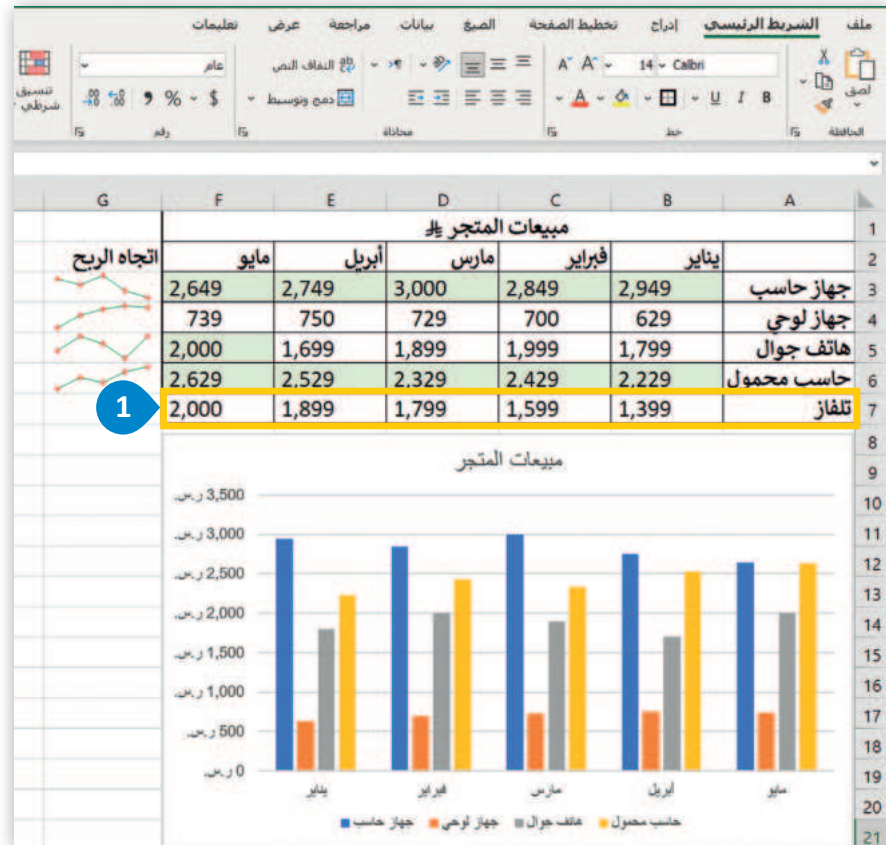 ملف الشريط الرئيسي إدراج تخطيط الصفحة الصيغ بيانات مراجعة عرض تعليمات
لصق
Calibri 14 A^ A˅
B I U A
التفاف النص
دمج وتوسيط
عام
$ % ,
تنسيق شرطي
الحافظة خط محاذاة رقم
A B C D E F G
1 مبيعات المتجر
2 يناير فبراير مارس أبريل مايو اتجاه الربح
3 جهاز حاسب 2,949 2,849 3,000 2,749 2,649
4 جهاز لوحي 629 700 729 750 739
5 هاتف جوال 1,799 1,999 1,899 1,699 2,000
6 حاسب محمول 2,229 2,429 2,329 2,529 2,629
7 تلفاز 1,399 1,599 1,799 1,899 2,000
1
8
9
10
11
12
13
14
15
16
17
18
19
20
21
مبيعات المتجر
3,500 ر.س.
3,000 ر.س.
2,500 ر.س.
2,000 ر.س.
1,500 ر.س.
1,000 ر.س.
500 ر.س.
0 ر.س.
يناير فبراير مارس أبريل مايو
جهاز حاسب جهاز لوحي هاتف جوال حاسب محمول